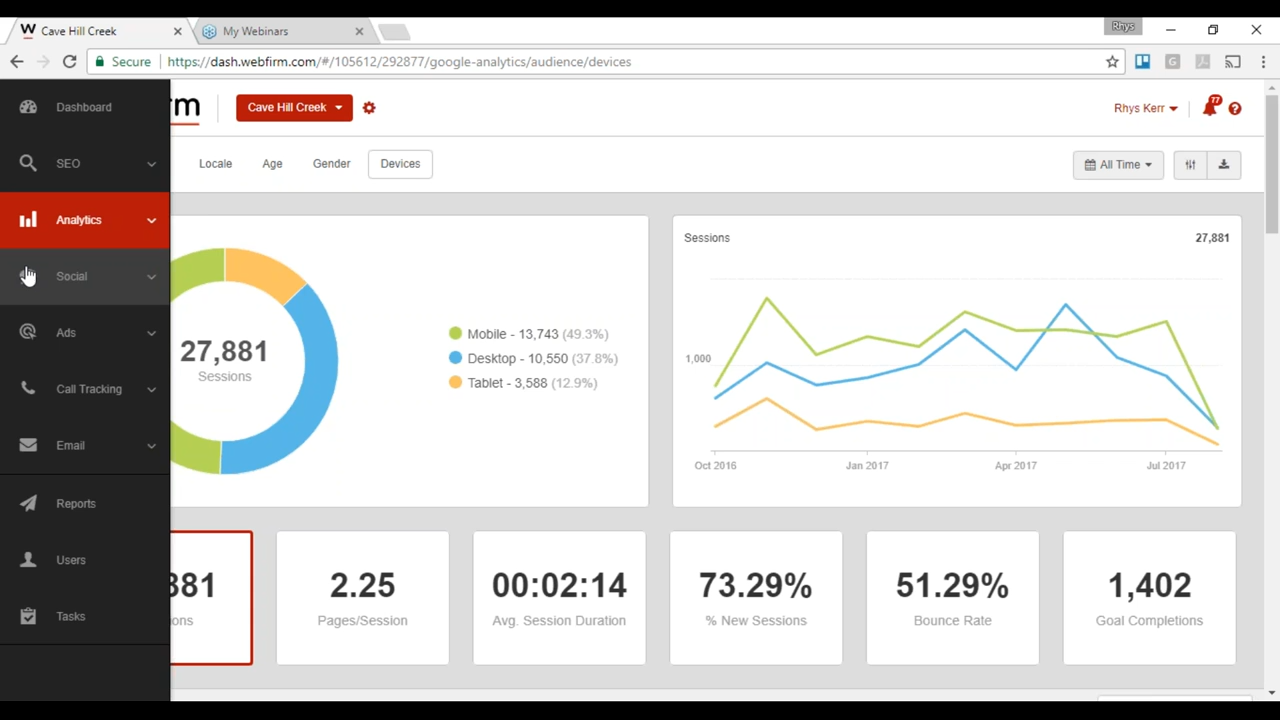 Cave Hill Creek
My Webinars
Rhys
Secure https://dash.webfirm.com/#/105612/292877/google-analytics/audience/devices
Dashboard
rm
Cave Hill Creek
Rhys Kerr
77
SEO
Locale
Age
Gender
Devices
All Time
Analytics
Social
Ads
Call Tracking
Email
Reports
Users
Tasks
27,881
Sessions
Mobile - 13,743 (49.3%)
Desktop - 10,550 (37.8%)
Tablet - 3,588 (12.9%)
Sessions
27,881
1,000
Oct 2016
Jan 2017
Apr 2017
Jul 2017
881
ons
2.25
Pages/Session
00:02:14
Avg. Session Duration
73.29%
% New Sessions
51.29%
Bounce Rate
1,402
Goal Completions